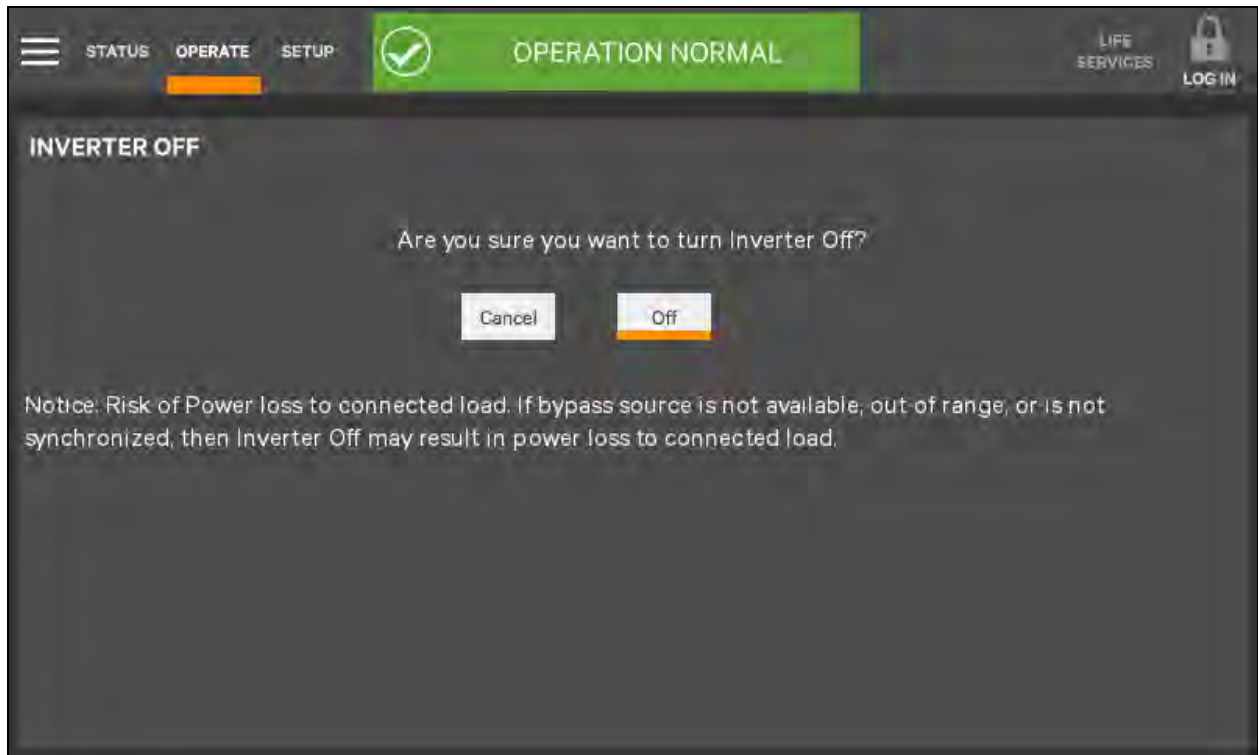 STATUS OPERATE SETUP
OPERATION NORMAL
LIFE
SERVICES
LOG IN
INVERTER OFF
Are you sure you want to turn Inverter Off?
Cancel Off
Notice: Risk of Power loss to connected load. If bypass source is not available, out of range, or is not
synchronized, then Inverter Off may result in power loss to connected load.